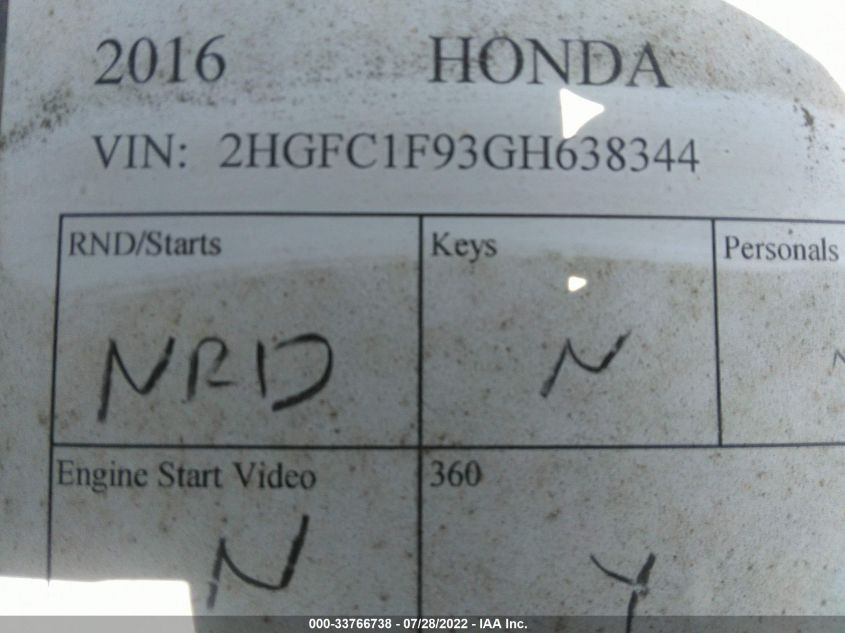 2016 HONDA
VIN: 2HGFC1F93GH638344
RND/Starts Keys Personals
NRD N
Engine Start Video 360
N Y
000-33766738 - 07/28/2022 - IAA Inc.